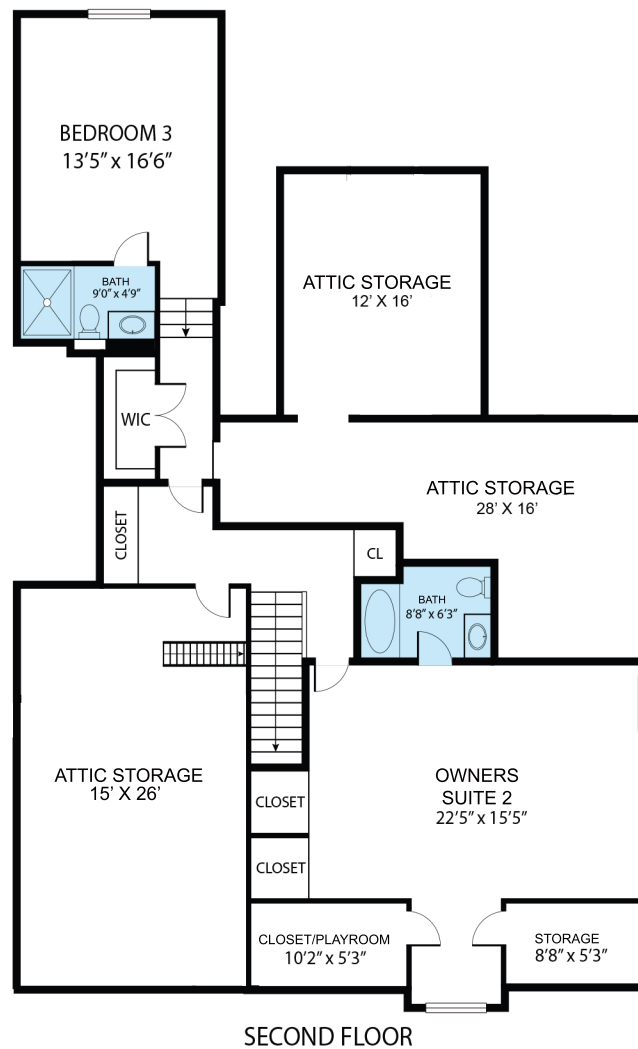 BEDROOM 3
13'5" x 16'6"
BATH
9'0" x 4'9"
ATTIC STORAGE
12' X 16'
WIC
ATTIC STORAGE
28' X 16'
CLOSET
CL
BATH
8'8" x 6'3"
ATTIC STORAGE
15' X 26'
OWNERS
SUITE 2
22'5" x 15'5"
CLOSET
CLOSET
CLOSET/PLAYROOM
10'2" x 5'3"
STORAGE
8'8" x 5'3"
SECOND FLOOR